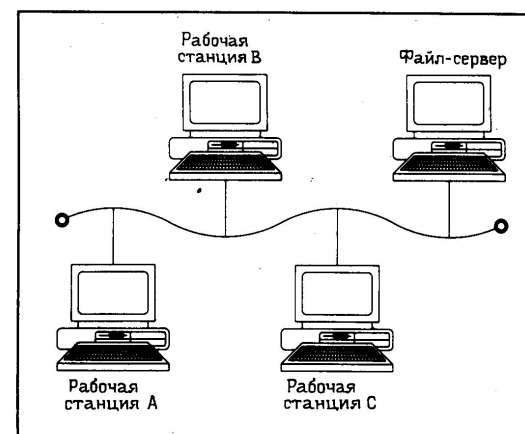 Рабочая
станция В
Файл-сервер
Рабочая
станция А
Рабочая
станция С